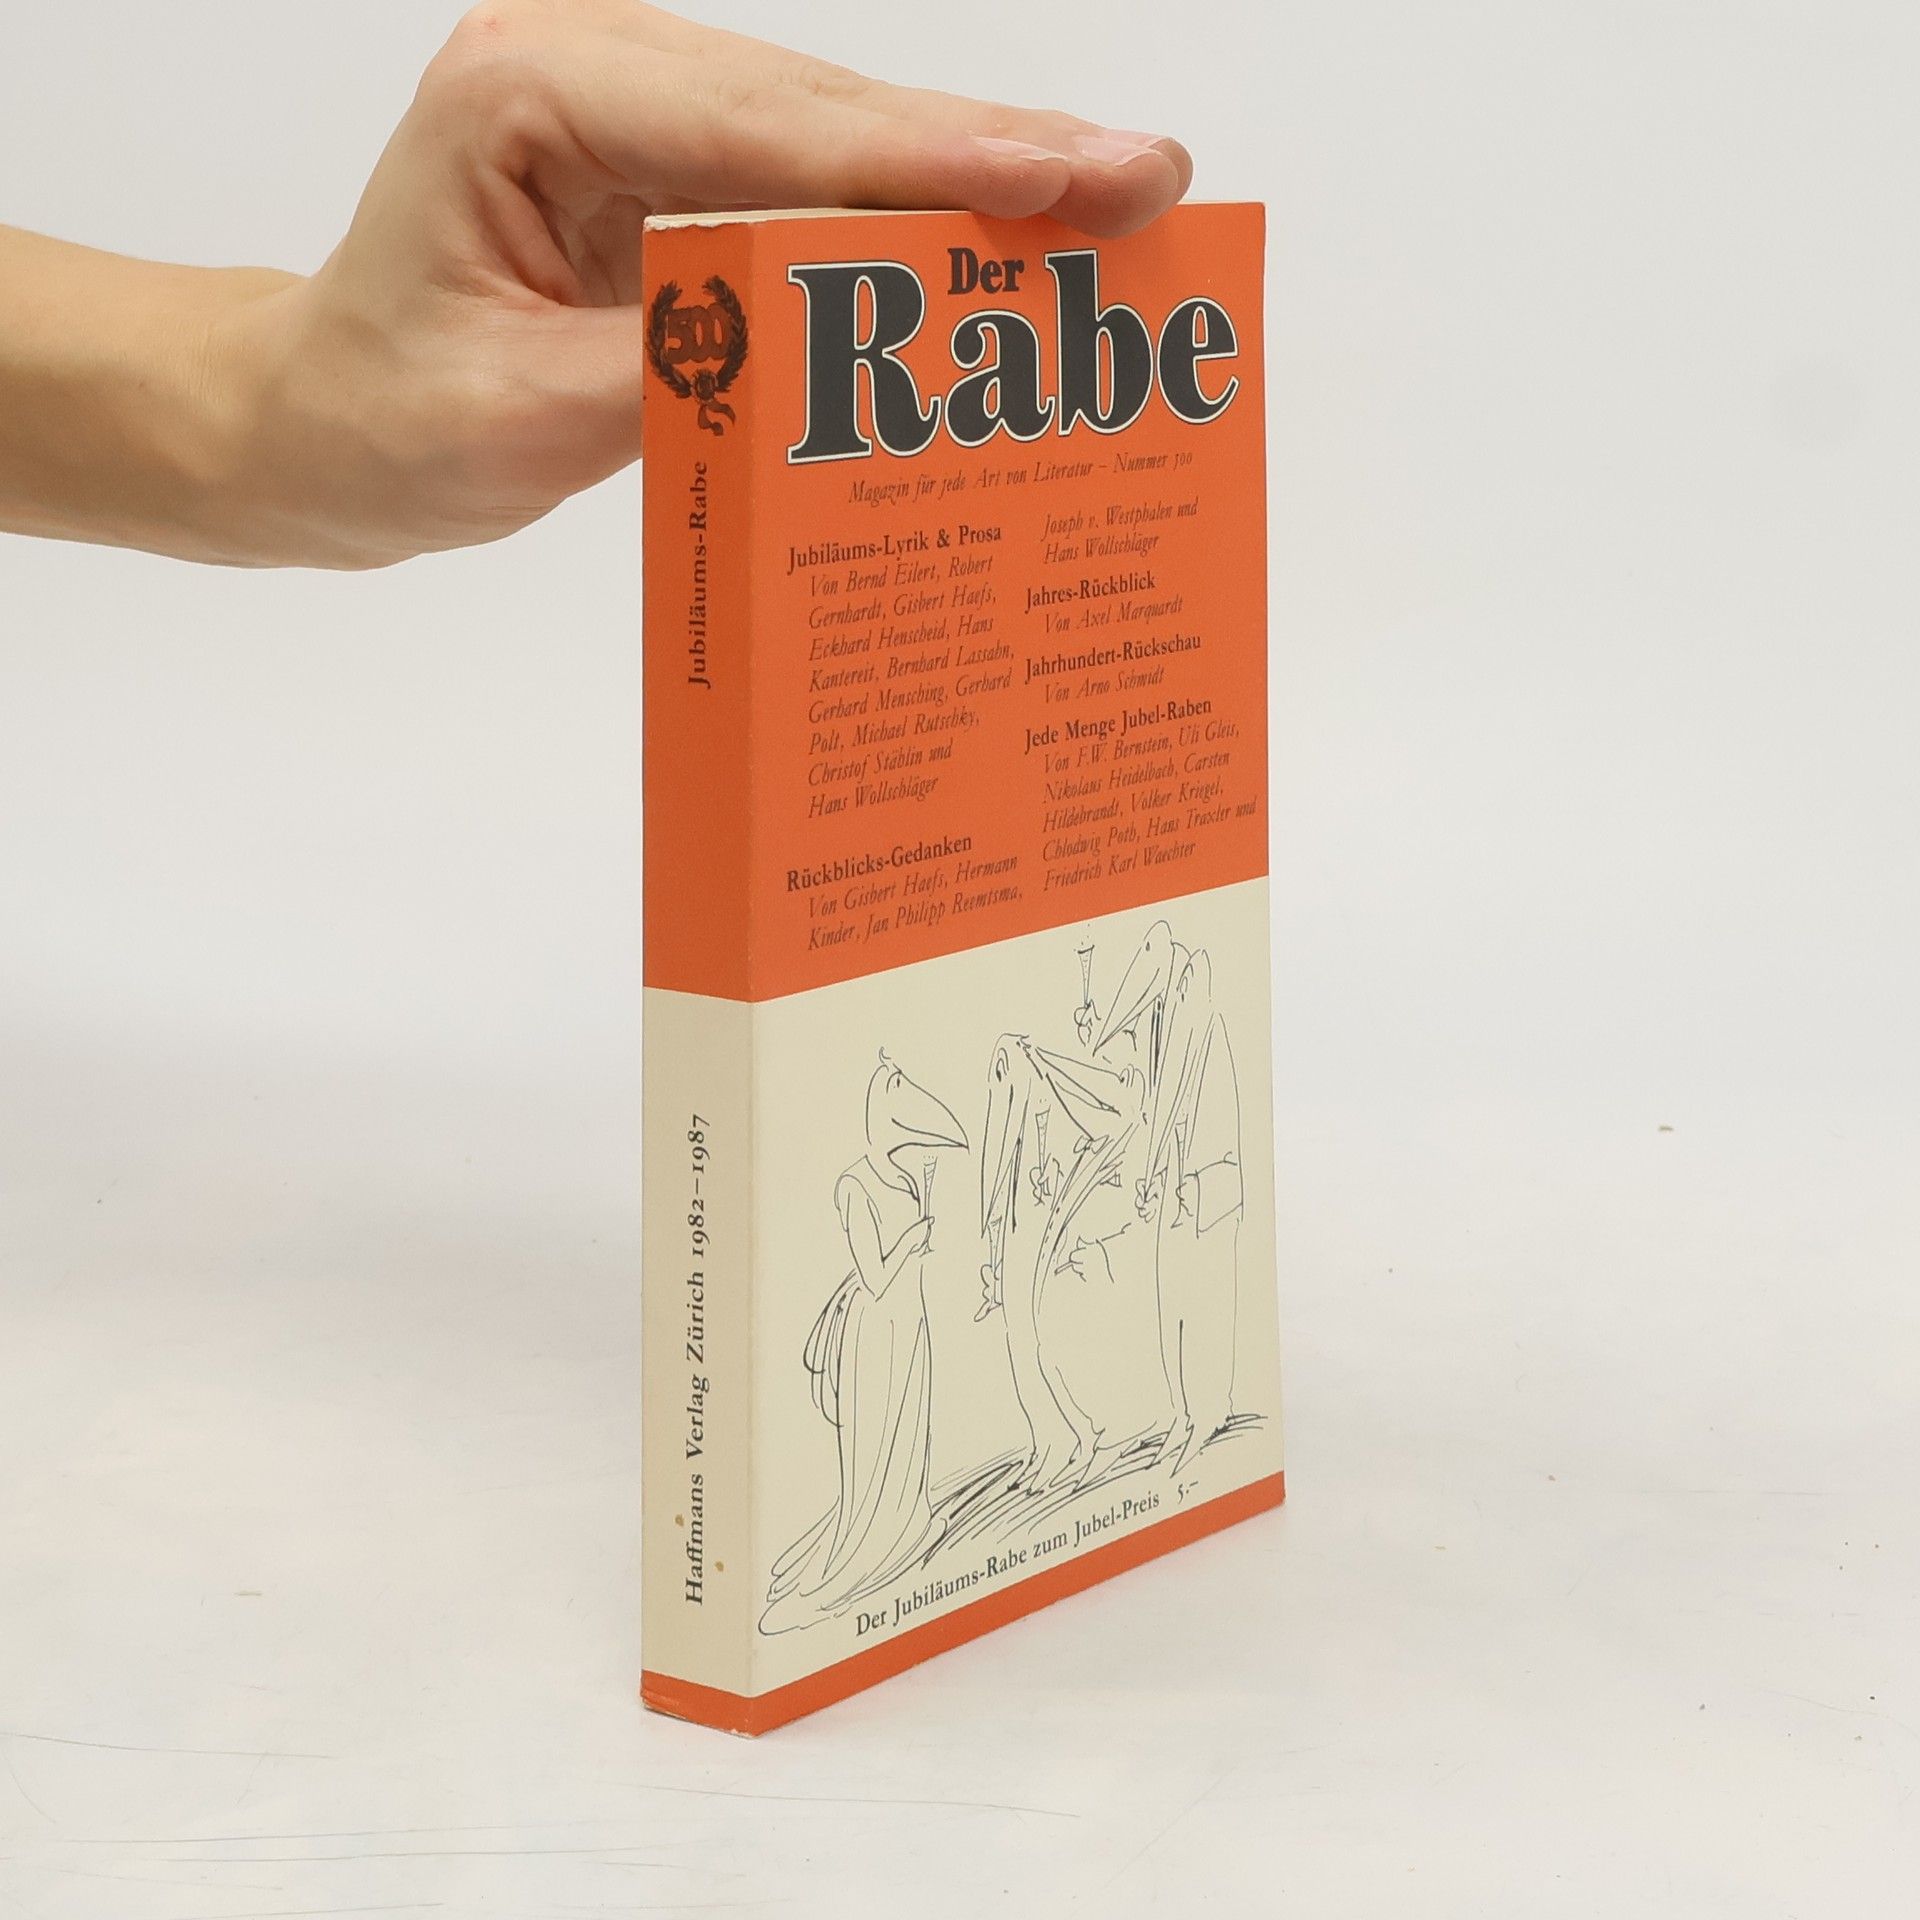 500
Jubiläums-Rabe
Haffmans Verlag Zürich 1982–1987
Der
Rabe
Magazin für jede Art von Literatur – Nummer 500
Jubiläums-Lyrik & Prosa
Von Bernd Eilert, Robert
Gernhardt, Gisbert Haefs,
Eckhard Henscheid, Hans
Kantereit, Bernhard Lassahn,
Gerhard Mensching, Gerhard
Polt, Michael Rutschky,
Christof Stählin und
Hans Wollschläger
Rückblicks-Gedanken
Von Gisbert Haefs, Hermann
Kinder, Jan Philipp Reemtsma,
Joseph v. Westphalen und
Hans Wollschläger
Jahres-Rückblick
Von Axel Marquardt
Jahrhundert-Rückschau
Von Arno Schmidt
Jede Menge Jubel-Raben
Von F.W. Bernstein, Uli Gleis,
Nikolaus Heidelbach, Carsten
Hildebrandt, Volker Kriegel,
Chlodwig Poth, Hans Traxler und
Friedrich Karl Waechter
Der Jubiläums-Rabe zum Jubel-Preis 5.–